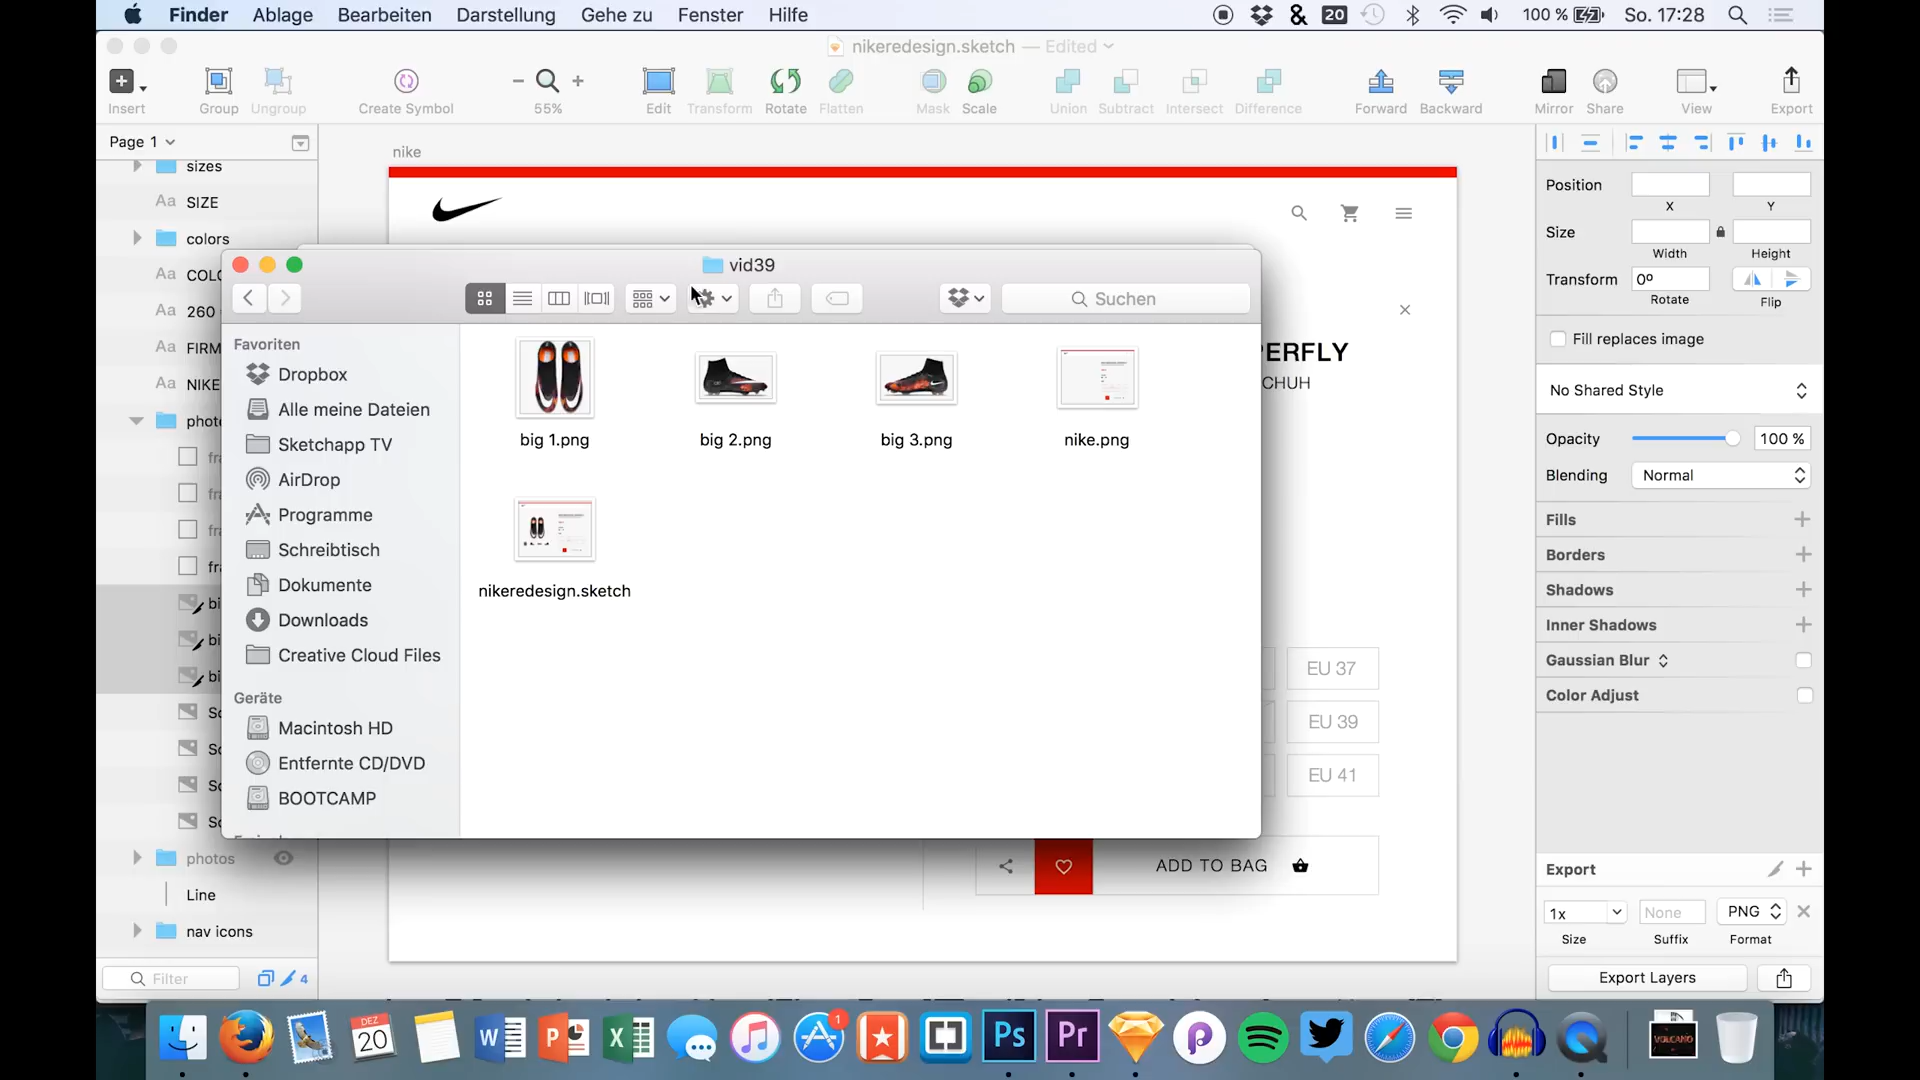 Finder Ablage Bearbeiten Darstellung Gehe zu Fenster Hilfe 20 100 % So. 17:28
nikeredesign.sketch — Edited
Insert Group Ungroup Create Symbol 55% Edit Transform Rotate Flatten Mask Scale Union Subtract Intersect Difference Forward Backward Mirror Share View Export
Page 1
sizes
SIZE
colors
260
FIRM
NIKE
photos
Line
nav icons
Filter 4
nike
vid39
Suchen
Favoriten
Dropbox
Alle meine Dateien
Sketchapp TV
AirDrop
Programme
Schreibtisch
Dokumente
Downloads
Creative Cloud Files
Geräte
Macintosh HD
Entfernte CD/DVD
BOOTCAMP
big 1.png big 2.png big 3.png nike.png
nikeredesign.sketch
ERFLY
CHUH
EU 37
EU 39
EU 41
ADD TO BAG
Position
X Y
Size
Width Height
Transform 0º
Rotate Flip
Fill replaces image
No Shared Style
Opacity 100 %
Blending Normal
Fills
Borders
Shadows
Inner Shadows
Gaussian Blur
Color Adjust
Export
1x None PNG
Size Suffix Format
Export Layers
DEZ
20
W P X 1 Ps Pr
VOLCANO